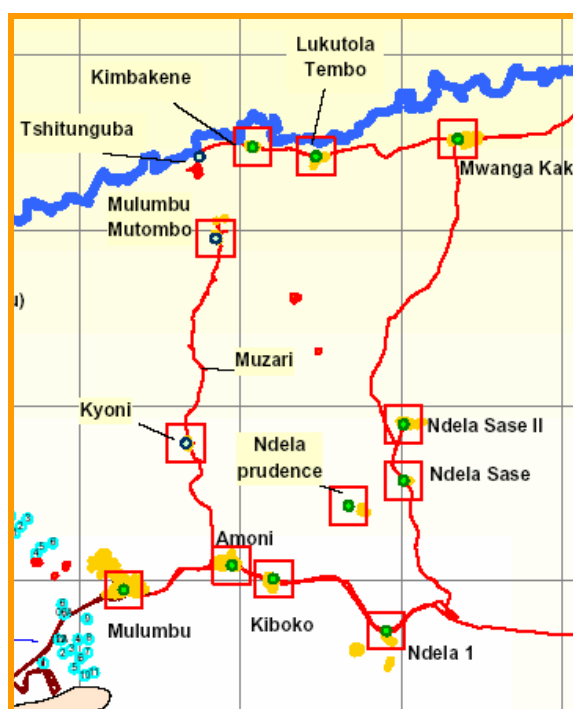 Lukutola
Tembo
Kimbakene
Tshitunguba
Mwanga Kak
Mulumbu
Mutombo
u)
Muzari
Kyoni
Ndela Sase II
Ndela
prudence
Ndela Sase
Amoni
Mulumbu
Kiboko
Ndela 1